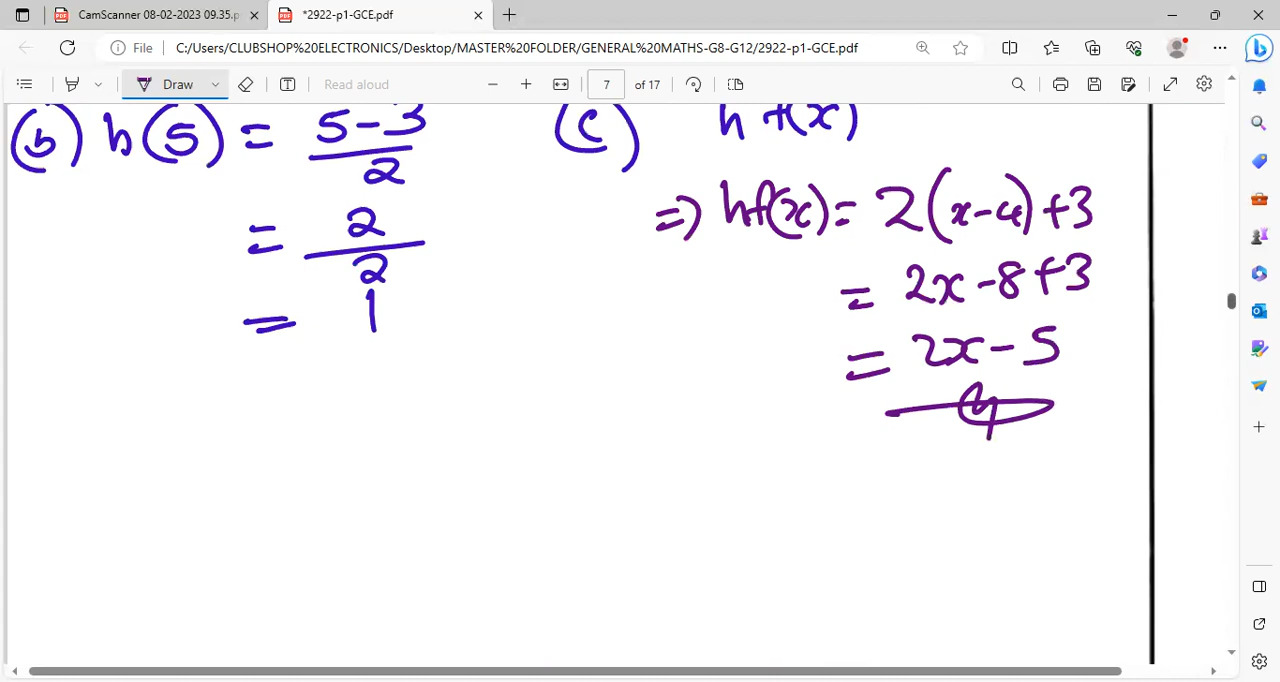 CamScanner 08-02-2023 09.35.p
*2922-p1-GCE.pdf
File
C:/Users/CLUBSHOP%20ELECTRONICS/Desktop/MASTER%20FOLDER/GENERAL%20MATHS-G8-G12/2922-p1-GCE.pdf
Draw
Read aloud
7 of 17
(b) h(5) = 5-3
2
= 2
2
= 1
(c) hf(x)
=> hf(x) = 2(x-4)+3
= 2x-8+3
= 2x-5